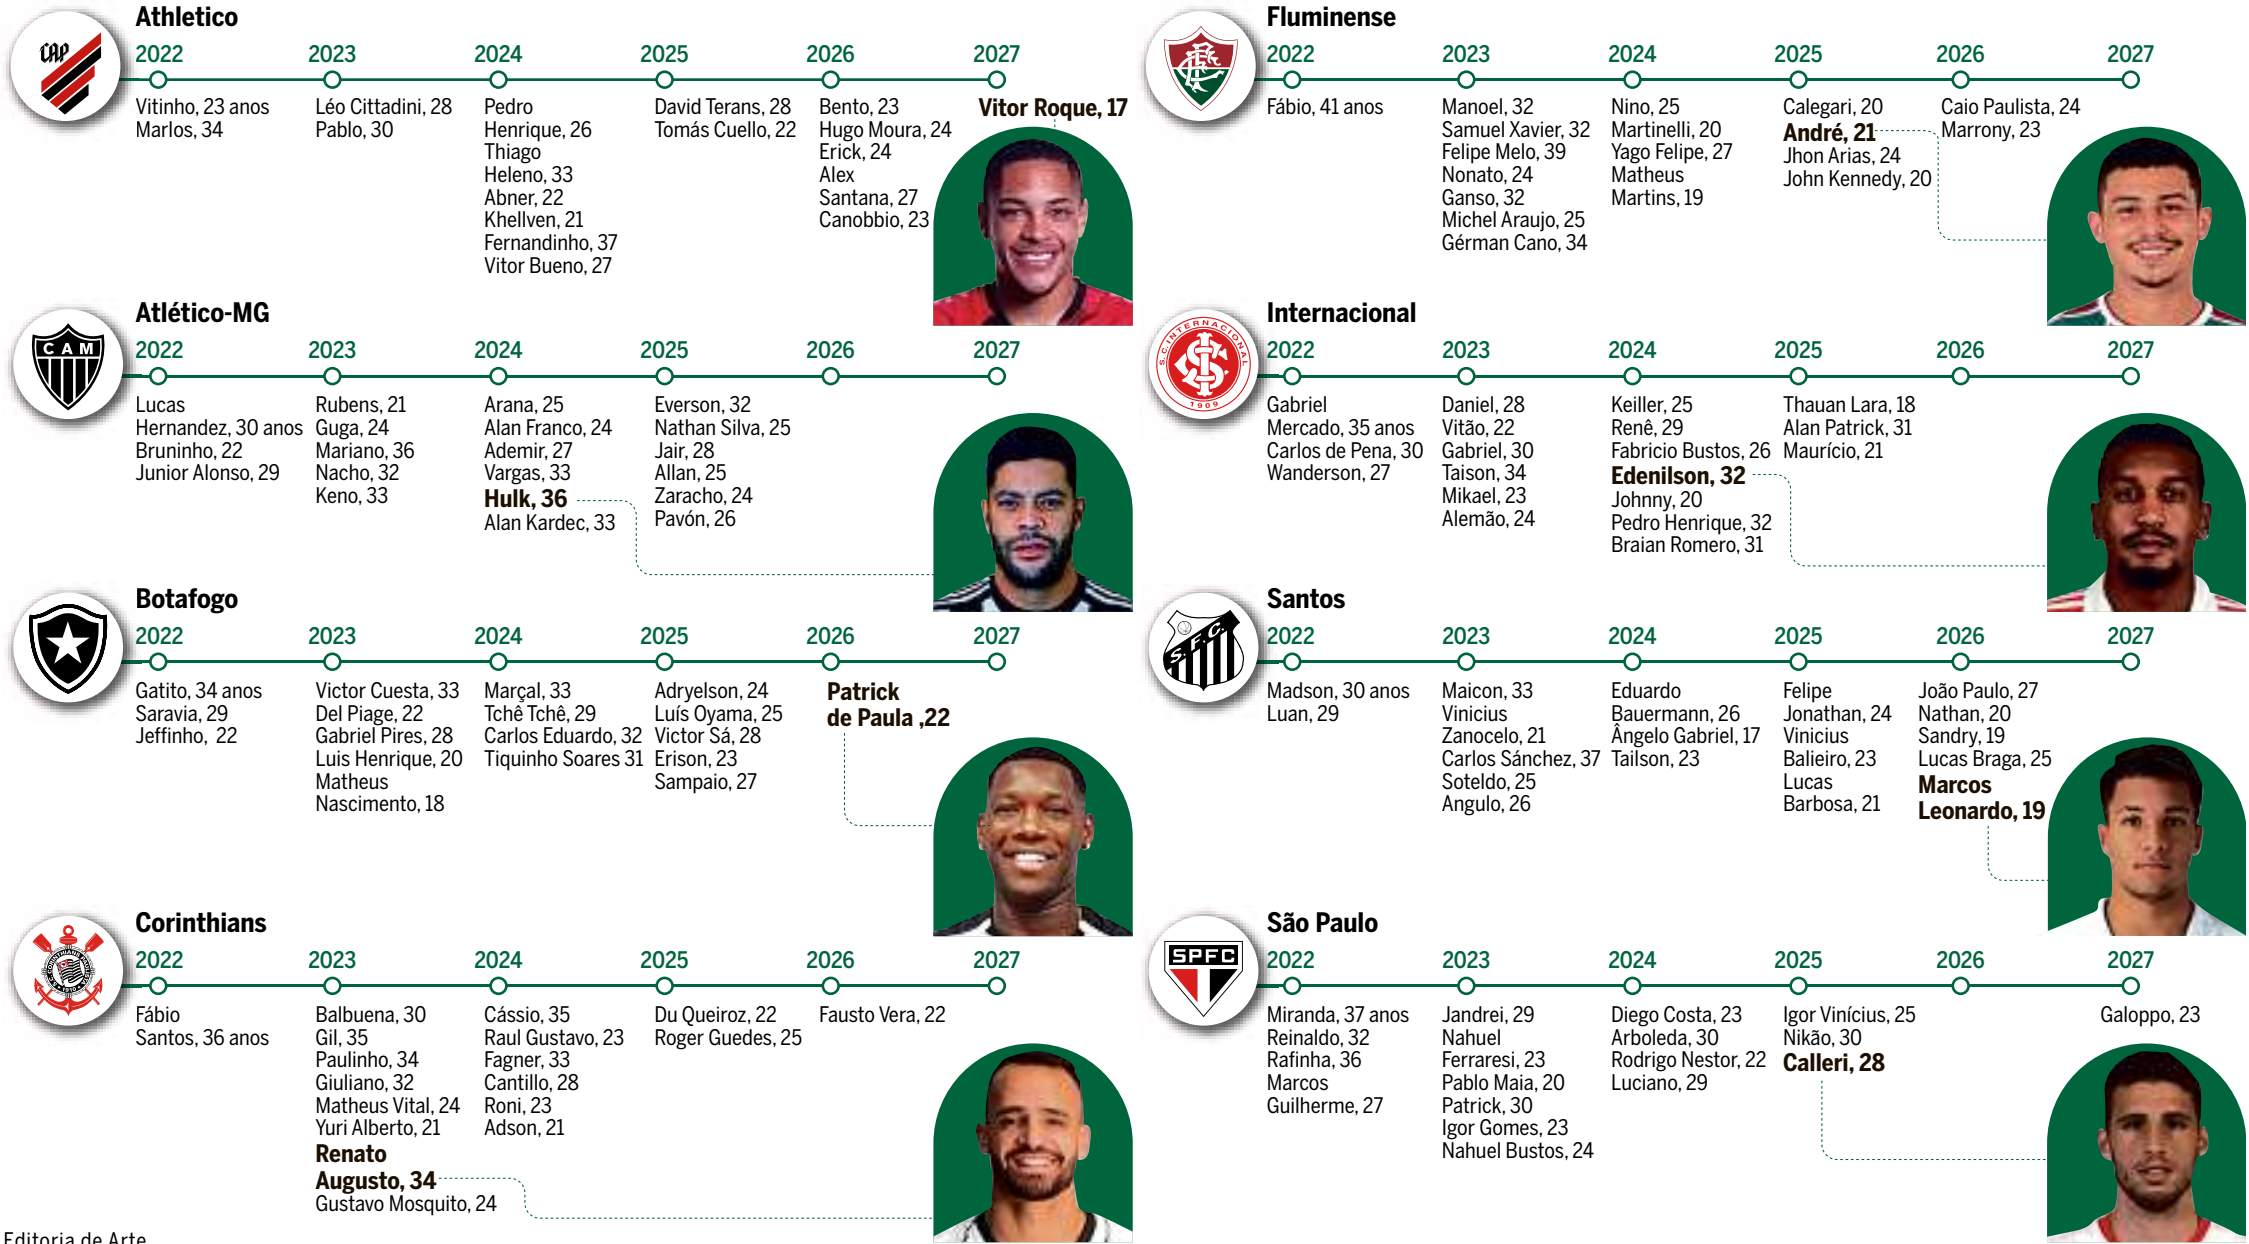 Athletico
2022 2023 2024 2025 2026 2027
Vitinho, 23 anos
Marlos, 34
Léo Cittadini, 28
Pablo, 30
Pedro
Henrique, 26
Thiago
Heleno, 33
Abner, 22
Khellven, 21
Fernandinho, 37
Vitor Bueno, 27
David Terans, 28
Tomás Cuello, 22
Bento, 23
Hugo Moura, 24
Erick, 24
Alex
Santana, 27
Canobbio, 23
Vitor Roque, 17
CAP
Atlético-MG
2022 2023 2024 2025 2026 2027
CAM
Lucas
Hernandez, 30 anos
Bruninho, 22
Junior Alonso, 29
Rubens, 21
Guga, 24
Mariano, 36
Nacho, 32
Keno, 33
Arana, 25
Alan Franco, 24
Ademir, 27
Vargas, 33
Hulk, 36
Alan Kardec, 33
Everson, 32
Nathan Silva, 25
Jair, 28
Allan, 25
Zaracho, 24
Pavón, 26
Botafogo
2022 2023 2024 2025 2026 2027
Gatito, 34 anos
Saravia, 29
Jeffinho, 22
Victor Cuesta, 33
Del Piage, 22
Gabriel Pires, 28
Luis Henrique, 20
Matheus
Nascimento, 18
Marçal, 33
Tchê Tchê, 29
Carlos Eduardo, 32
Tiquinho Soares 31
Adryelson, 24
Luís Oyama, 25
Victor Sá, 28
Erison, 23
Sampaio, 27
Patrick
de Paula ,22
Corinthians
2022 2023 2024 2025 2026 2027
Fábio
Santos, 36 anos
Balbuena, 30
Gil, 35
Paulinho, 34
Giuliano, 32
Matheus Vital, 24
Yuri Alberto, 21
Renato
Augusto, 34
Gustavo Mosquito, 24
Cássio, 35
Raul Gustavo, 23
Fagner, 33
Cantillo, 28
Roni, 23
Adson, 21
Du Queiroz, 22
Roger Guedes, 25
Fausto Vera, 22
Editoria de Arte
Fluminense
2022 2023 2024 2025 2026 2027
Fábio, 41 anos
Manoel, 32
Samuel Xavier, 32
Felipe Melo, 39
Nonato, 24
Ganso, 32
Michel Araujo, 25
Gérman Cano, 34
Nino, 25
Martinelli, 20
Yago Felipe, 27
Matheus
Martins, 19
Calegari, 20
André, 21
Jhon Arias, 24
John Kennedy, 20
Caio Paulista, 24
Marrony, 23
Internacional
2022 2023 2024 2025 2026 2027
S.C. INTERNACIONAL
1909
Gabriel
Mercado, 35 anos
Carlos de Pena, 30
Wanderson, 27
Daniel, 28
Vitão, 22
Gabriel, 30
Taison, 34
Mikael, 23
Alemão, 24
Keiller, 25
Renê, 29
Fabricio Bustos, 26
Edenilson, 32
Johnny, 20
Pedro Henrique, 32
Braian Romero, 31
Thauan Lara, 18
Alan Patrick, 31
Maurício, 21
Santos
2022 2023 2024 2025 2026 2027
S.F.C.
Madson, 30 anos
Luan, 29
Maicon, 33
Vinicius
Zanocelo, 21
Carlos Sánchez, 37
Soteldo, 25
Angulo, 26
Eduardo
Bauermann, 26
Ângelo Gabriel, 17
Tailson, 23
Felipe
Jonathan, 24
Vinicius
Balieiro, 23
Lucas
Barbosa, 21
João Paulo, 27
Nathan, 20
Sandry, 19
Lucas Braga, 25
Marcos
Leonardo, 19
São Paulo
2022 2023 2024 2025 2026 2027
SPFC
Miranda, 37 anos
Reinaldo, 32
Rafinha, 36
Marcos
Guilherme, 27
Jandrei, 29
Nahuel
Ferraresi, 23
Pablo Maia, 20
Patrick, 30
Igor Gomes, 23
Nahuel Bustos, 24
Diego Costa, 23
Arboleda, 30
Rodrigo Nestor, 22
Luciano, 29
Igor Vinícius, 25
Nikão, 30
Calleri, 28
Galoppo, 23